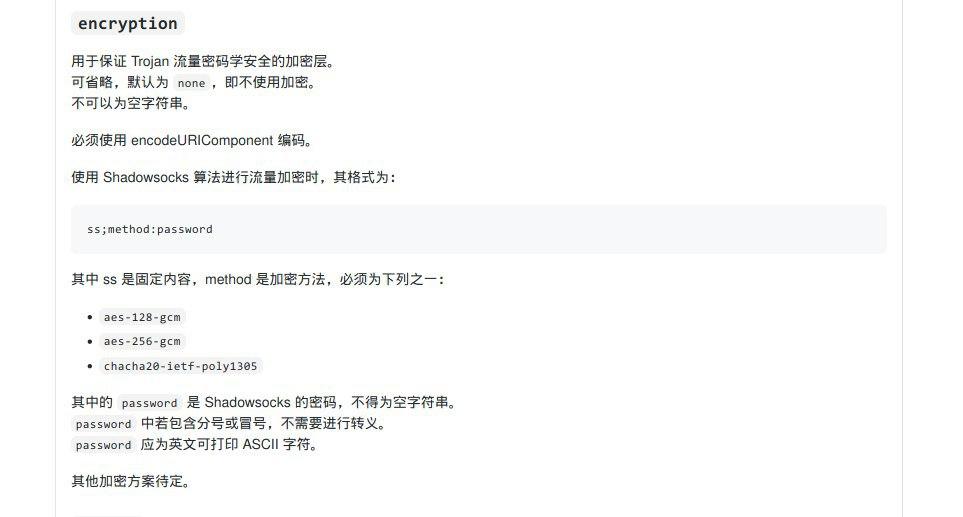 encryption
用于保证 Trojan 流量密码学安全的加密层。
可省略，默认为 none ，即不使用加密。
不可以为空字符串。
必须使用 encodeURIComponent 编码。
使用 Shadowsocks 算法进行流量加密时，其格式为：
ss;method:password
其中 ss 是固定内容，method 是加密方法，必须为下列之一：
• aes-128-gcm
• aes-256-gcm
• chacha20-ietf-poly1305
其中的 password 是 Shadowsocks 的密码，不得为空字符串。
password 中若包含分号或冒号，不需要进行转义。
password 应为英文可打印 ASCII 字符。
其他加密方案待定。